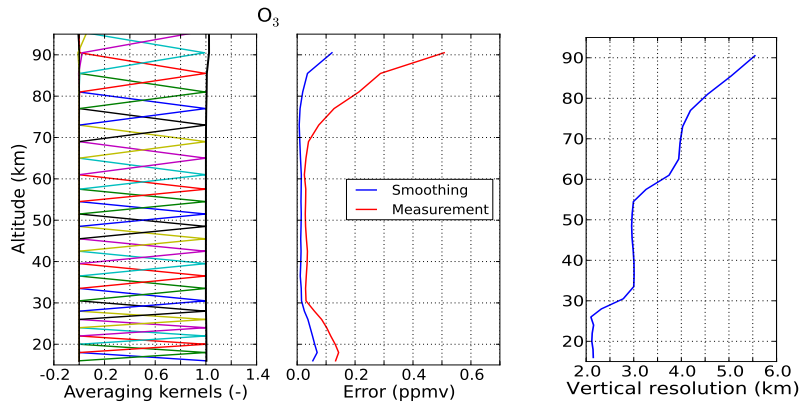 O3
Altitude (km)
90
80
70
60
50
40
30
20
-0.2 0.2 0.6 1.0 1.4
Averaging kernels (-)
Smoothing
Measurement
0.0 0.2 0.4 0.6
Error (ppmv)
90
80
70
60
50
40
30
20
2.0 3.0 4.0 5.0 6.0
Vertical resolution (km)